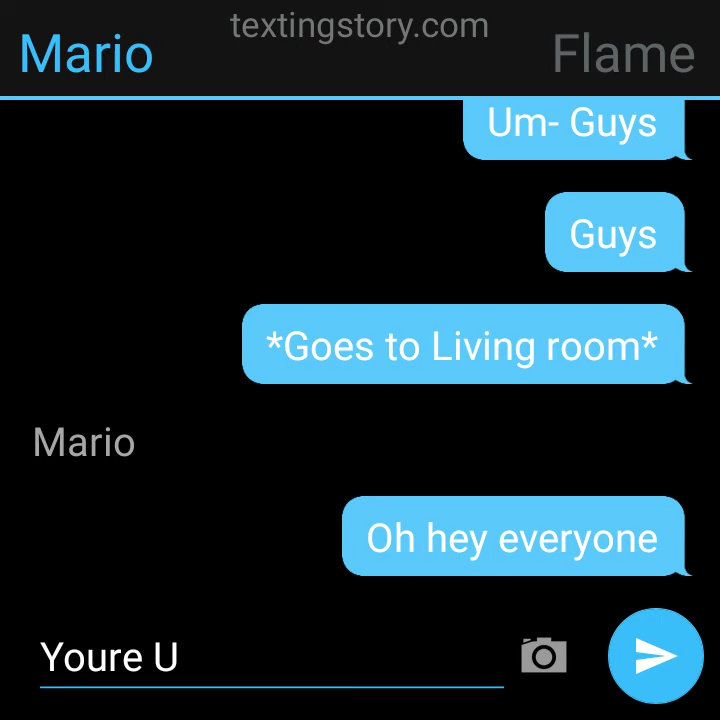 textingstory.com
Mario
Flame
Um- Guys
Guys
*Goes to Living room*
Mario
Oh hey everyone
Youre U